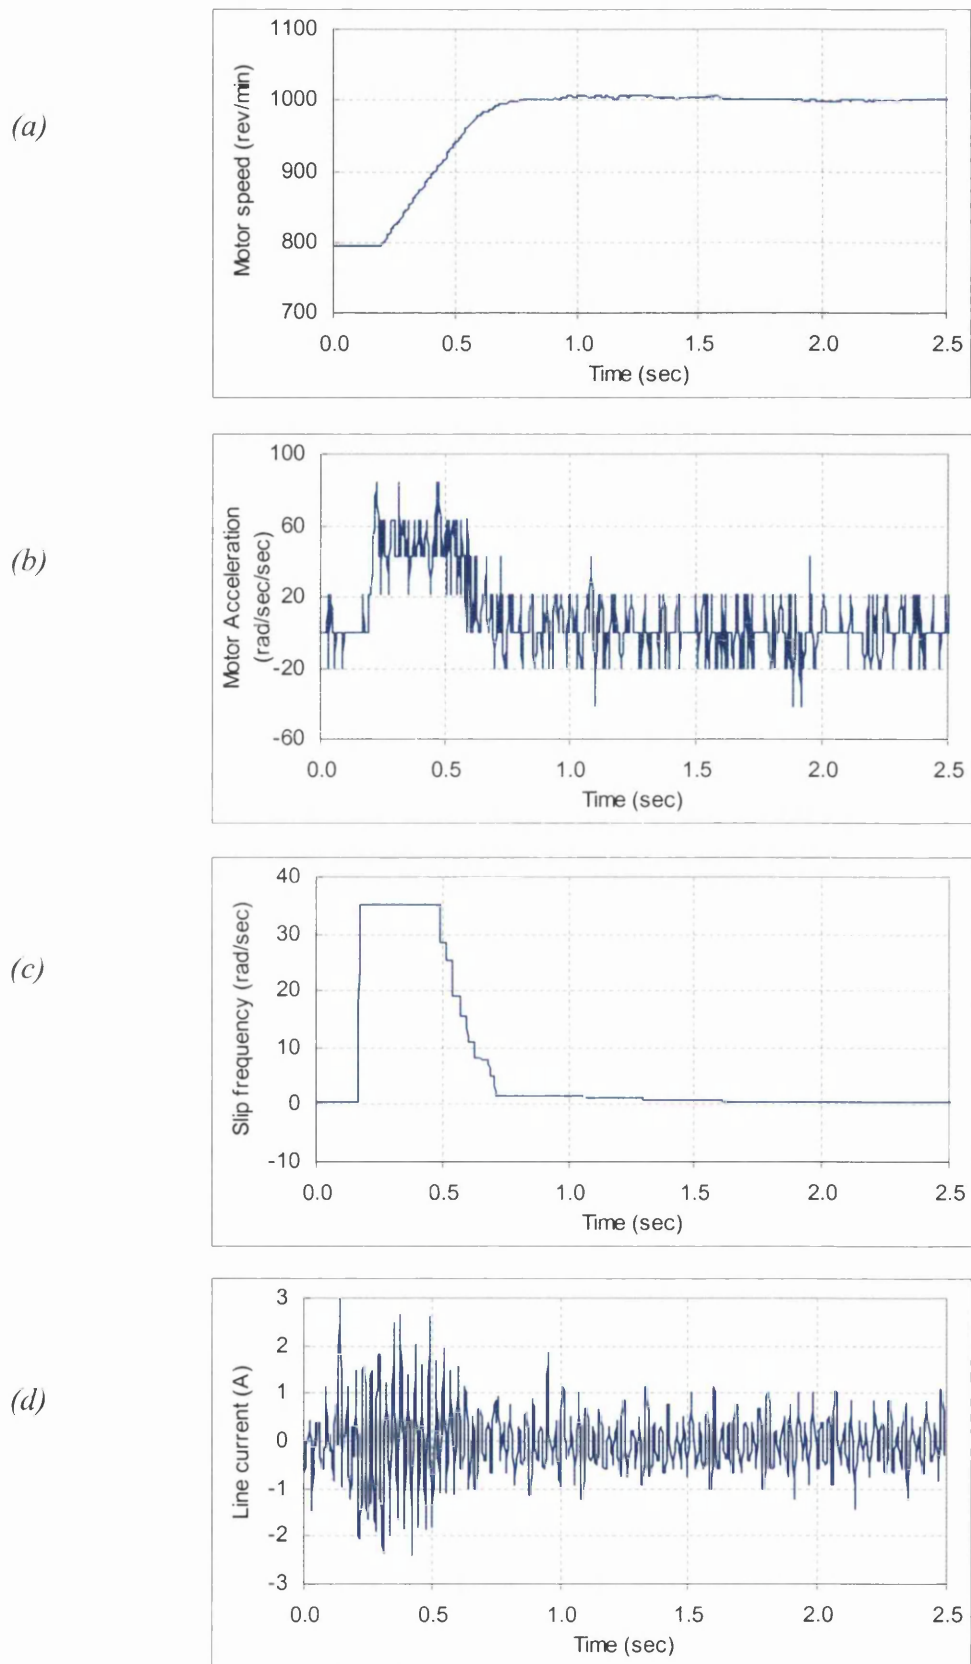 (a)
Motor speed (rev/min)
1100
1000
900
800
700
0.0 0.5 1.0 1.5 2.0 2.5
Time (sec)
(b)
Motor Acceleration
(rad/sec/sec)
100
60
20
-20
-60
0.0 0.5 1.0 1.5 2.0 2.5
Time (sec)
(c)
Slip frequency (rad/sec)
40
30
20
10
0
-10
0.0 0.5 1.0 1.5 2.0 2.5
Time (sec)
(d)
Line current (A)
3
2
1
0
-1
-2
-3
0.0 0.5 1.0 1.5 2.0 2.5
Time (sec)